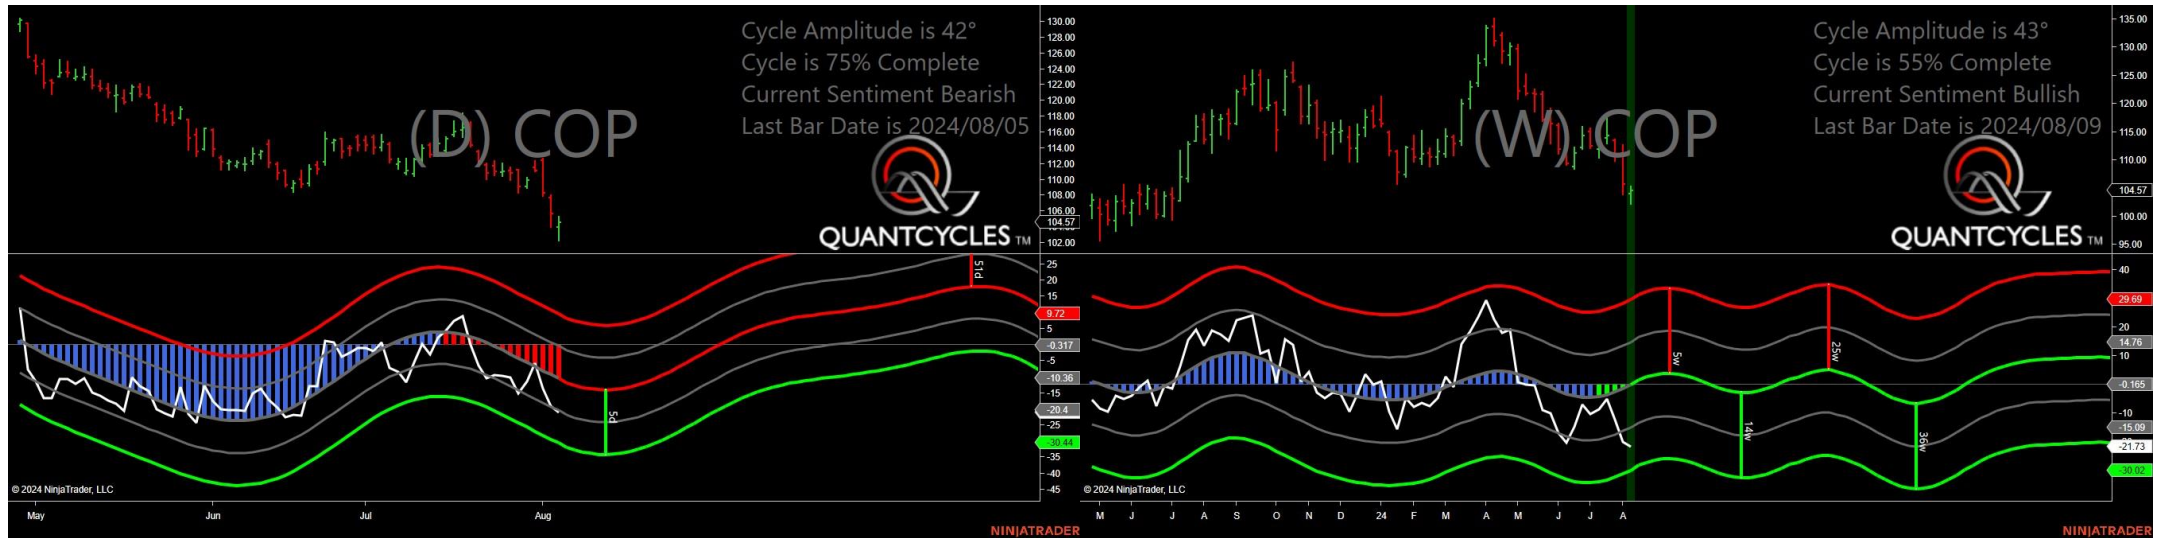 Cycle Amplitude is 42°
Cycle is 75% Complete
Current Sentiment Bearish
Last Bar Date is 2024/08/05
(D) COP
QUANTCYCLES TM
130.00
128.00
126.00
124.00
122.00
120.00
118.00
116.00
114.00
112.00
110.00
108.00
106.00
104.57
102.00
51d
5d
25
20
15
9.72
5
-0.317
-5
-10.36
-15
-20.4
-25
-30.44
-35
-40
-45
© 2024 NinjaTrader, LLC
May Jun Jul Aug
NINJATRADER
Cycle Amplitude is 43°
Cycle is 55% Complete
Current Sentiment Bullish
Last Bar Date is 2024/08/09
(W) COP
QUANTCYCLES TM
135.00
130.00
125.00
120.00
115.00
110.00
104.57
100.00
95.00
5w
25w
14w
36w
40
29.69
20
14.76
10
-0.165
-10
-15.09
-21.73
-30.02
© 2024 NinjaTrader, LLC
M J J A S O N D 24 F M A M J J A
NINJATRADER